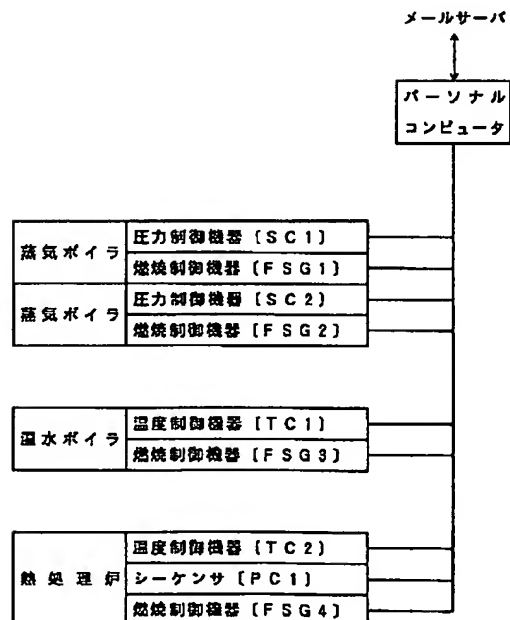 メールサーバ
パーソナル
コンピュータ
蒸気ボイラ
圧力制御機器〔SC1〕
燃焼制御機器〔FSG1〕
蒸気ボイラ
圧力制御機器〔SC2〕
燃焼制御機器〔FSG2〕
温水ボイラ
温度制御機器〔TC1〕
燃焼制御機器〔FSG3〕
熱処理炉
温度制御機器〔TC2〕
シーケンサ〔PC1〕
燃焼制御機器〔FSG4〕